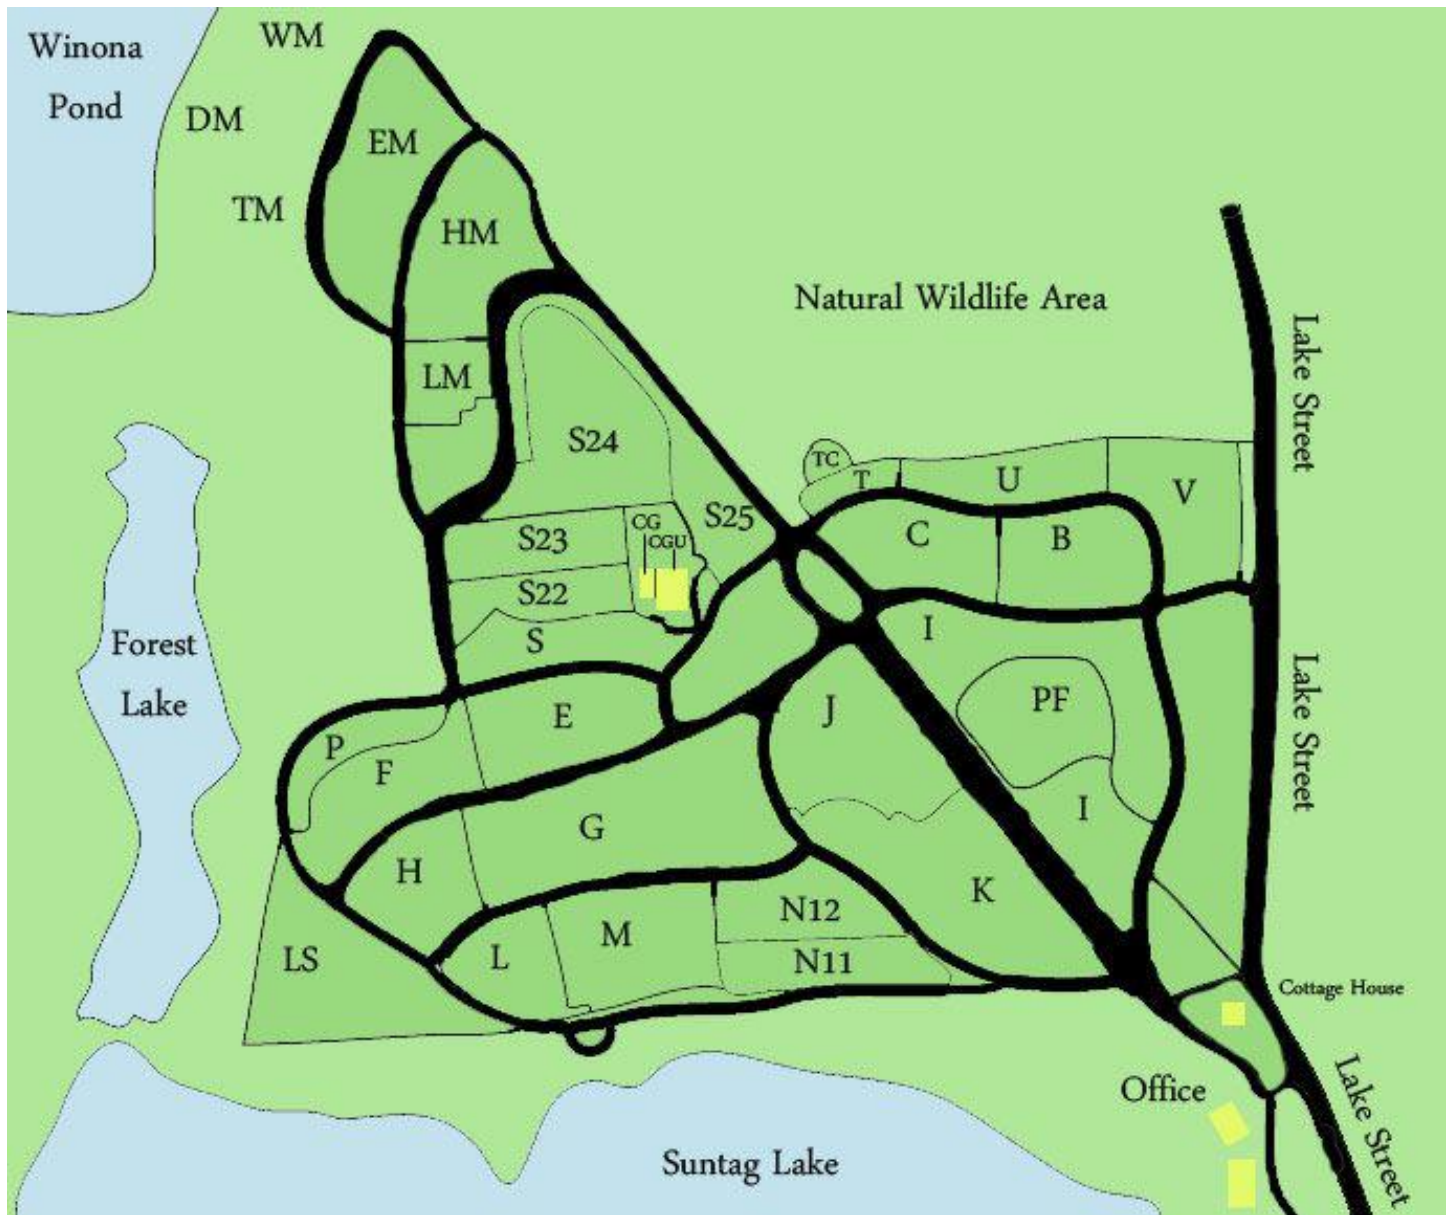 Winona
Pond
WM
DM
EM
TM
HM
Natural Wildlife Area
Lake Street
LM
S24
TC
T
U
V
S25
CG
CGU
S23
C
B
S22
S
I
Forest
Lake
PF
Lake Street
E
J
P
F
I
G
H
K
N12
M
L
LS
N11
Cottage House
Office
Lake Street
Suntag Lake